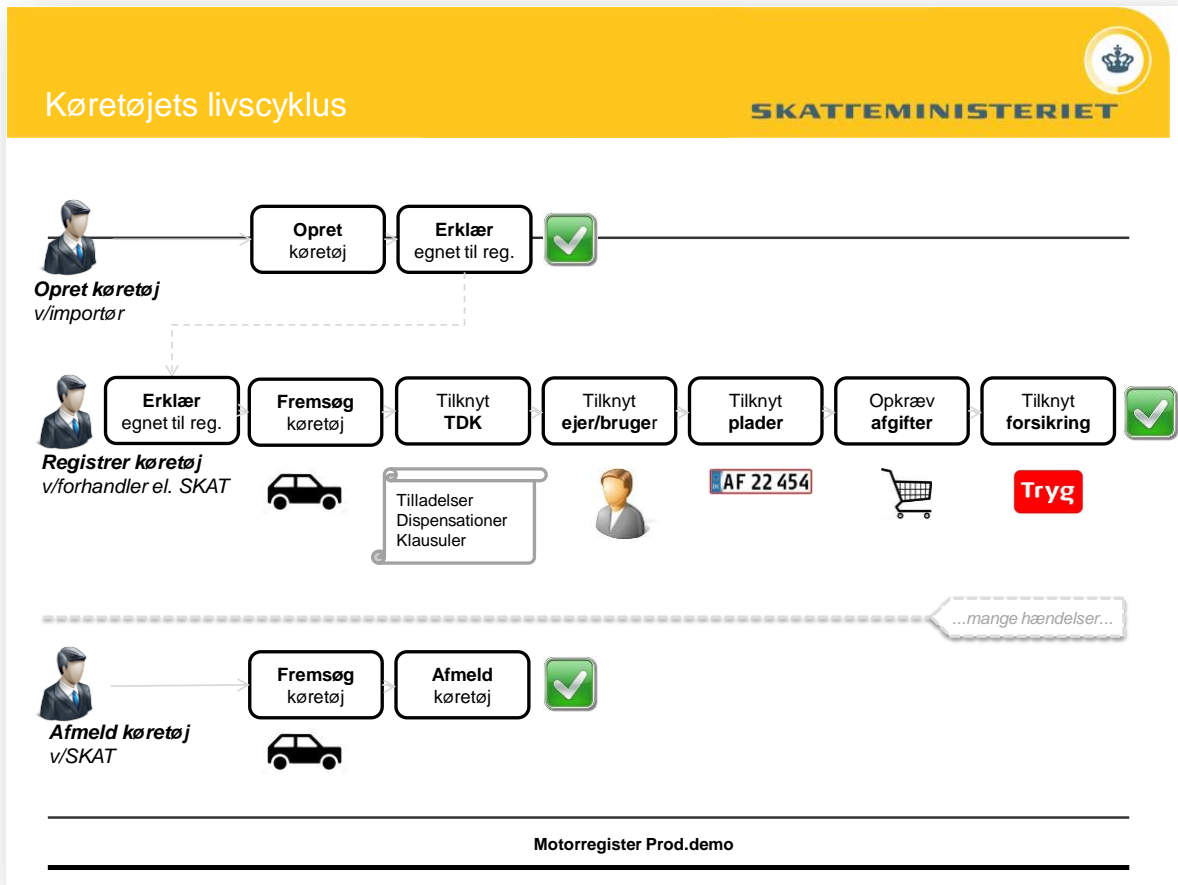 Køretøjets livscyklus
SKATTEMINISTERIET
Opret
køretøj
Erklær
egnet til reg.
Opret køretøj
v/importør
Erklær
egnet til reg.
Fremsøg
køretøj
Tilknyt
TDK
Tilknyt
ejer/bruger
Tilknyt
plader
Opkræv
afgifter
Tilknyt
forsikring
Registrer køretøj
v/forhandler el. SKAT
Tilladelser
Dispensationer
Klausuler
AF 22 454
Tryg
...mange hændelser...
Fremsøg
køretøj
Afmeld
køretøj
Afmeld køretøj
v/SKAT
Motorregister Prod.demo